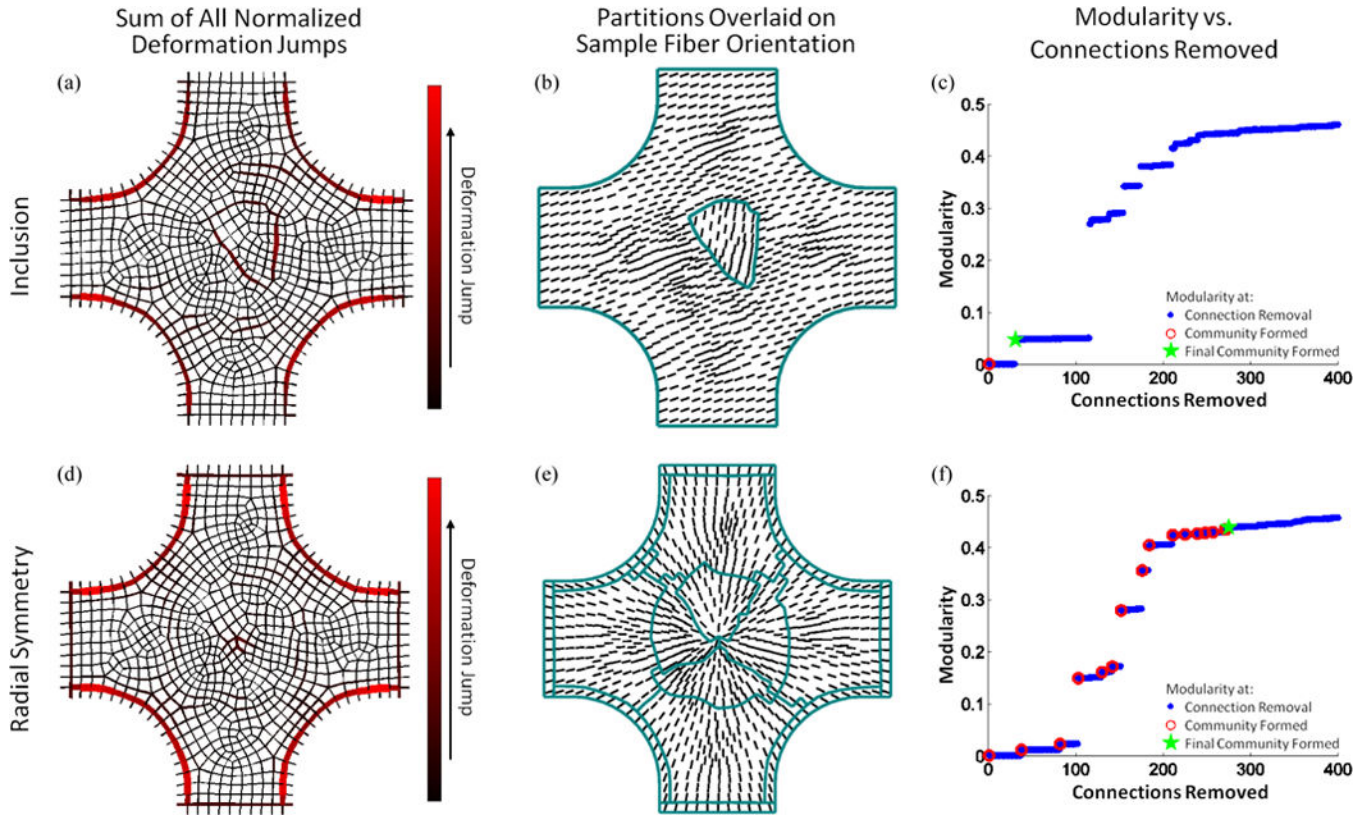 Sum of All Normalized
Deformation Jumps
Partitions Overlaid on
Sample Fiber Orientation
Modularity vs.
Connections Removed
Inclusion
(a)
Deformation Jump
(b)
(c)
Modularity
0.5
0.4
0.3
0.2
0.1
0
0
100
200
300
400
Connections Removed
Modularity at:
Connection Removal
Community Formed
Final Community Formed
Radial Symmetry
(d)
Deformation Jump
(e)
(f)
Modularity
0.5
0.4
0.3
0.2
0.1
0
0
100
200
300
400
Connections Removed
Modularity at:
Connection Removal
Community Formed
Final Community Formed